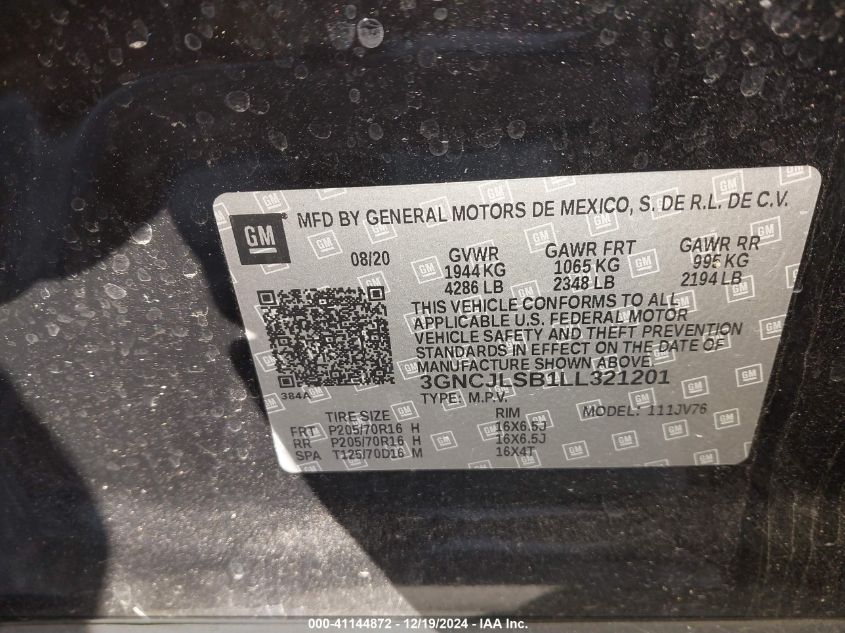 GM
MFD BY GENERAL MOTORS DE MEXICO, S. DE R.L. DE C.V.
08/20 GVWR GAWR FRT GAWR RR
1944 KG 1065 KG 995 KG
4286 LB 2348 LB 2194 LB
THIS VEHICLE CONFORMS TO ALL
APPLICABLE U.S. FEDERAL MOTOR
VEHICLE SAFETY AND THEFT PREVENTION
STANDARDS IN EFFECT ON THE DATE OF
MANUFACTURE SHOWN ABOVE
3GNCJLSB1LL321201
384A TYPE: M.P.V. MODEL: 111JV76
TIRE SIZE RIM
FRT P205/70R16 H 16X6.5J
RR P205/70R16 H 16X6.5J
SPA T125/70D16 M 16X4T
000-41144872 - 12/19/2024 - IAA Inc.